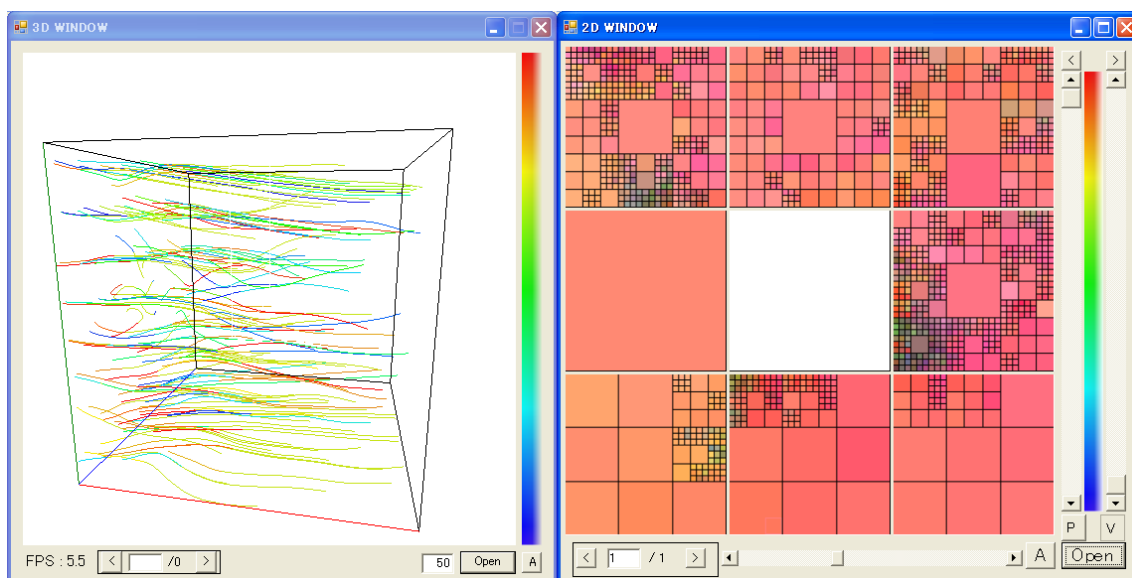 3D WINDOW
FPS : 5.5
<
/0
>
50
Open
A
2D WINDOW
<
>
P
V
<
1
/ 1
>
A
Open